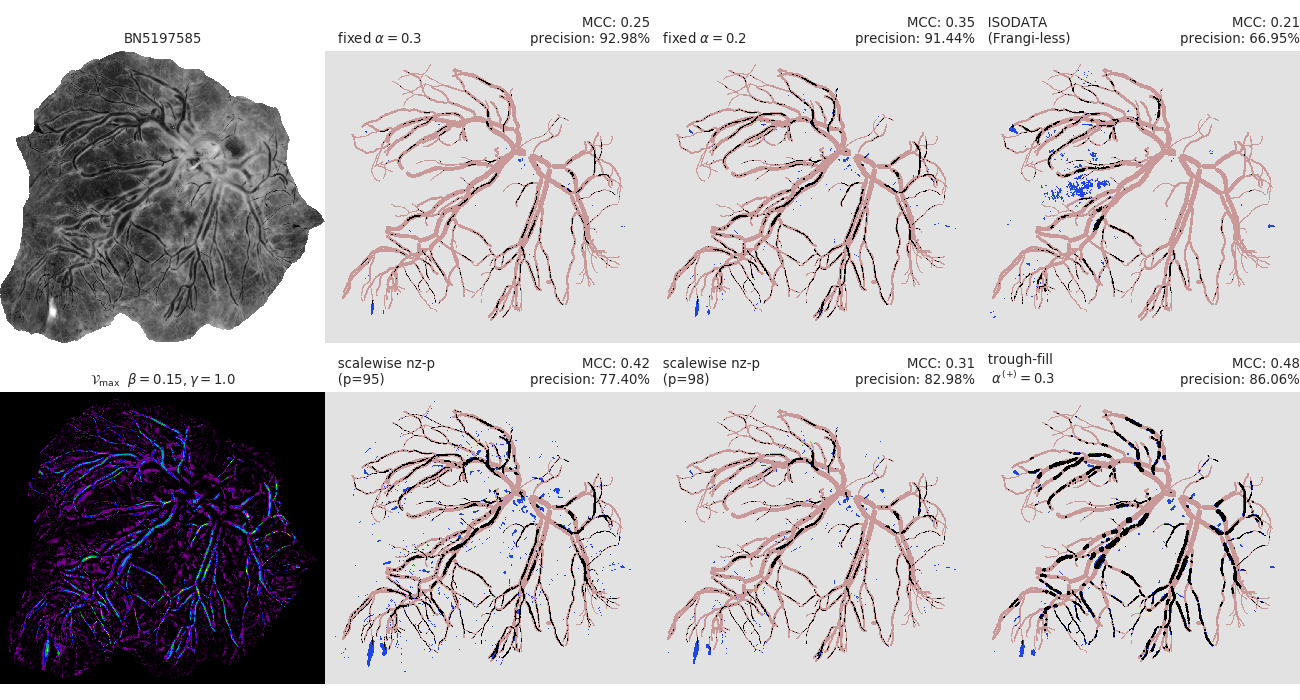 BN5197585
fixed α = 0.3
MCC: 0.25
precision: 92.98%
fixed α = 0.2
MCC: 0.35
precision: 91.44%
ISODATA
(Frangi-less)
MCC: 0.21
precision: 66.95%
𝒱max β = 0.15, γ = 1.0
scalewise nz-p
(p=95)
MCC: 0.42
precision: 77.40%
scalewise nz-p
(p=98)
MCC: 0.31
precision: 82.98%
trough-fill
α(+) = 0.3
MCC: 0.48
precision: 86.06%